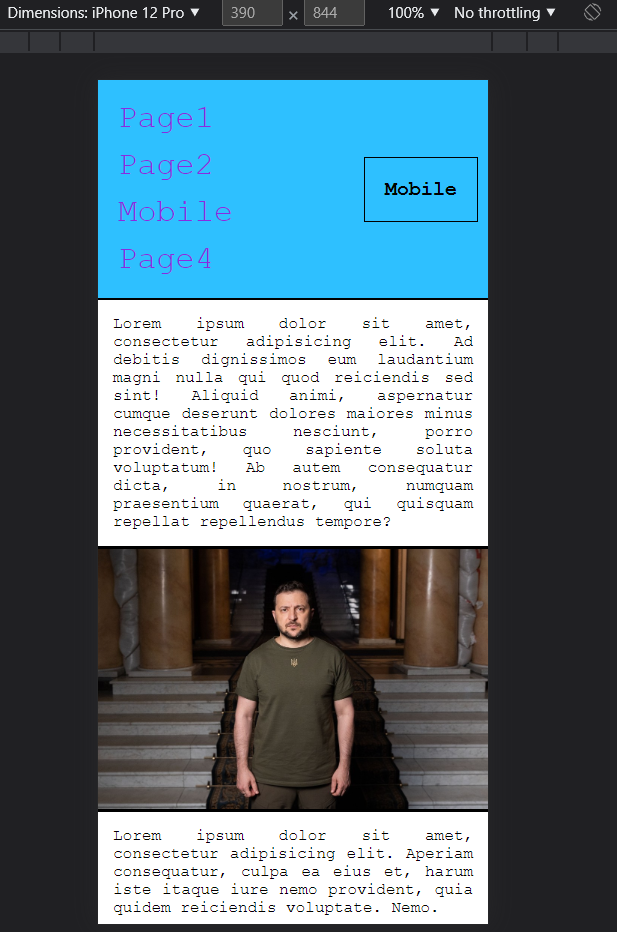 Dimensions: iPhone 12 Pro ▼ 390 × 844 100% ▼ No throttling ▼
Page1
Page2
Mobile
Page4
Mobile
Lorem ipsum dolor sit amet,
consectetur adipisicing elit. Ad
debitis dignissimos eum laudantium
magni nulla qui quod reiciendis sed
sint! Aliquid animi, aspernatur
cumque deserunt dolores maiores minus
necessitatibus nesciunt, porro
provident, quo sapiente soluta
voluptatum! Ab autem consequatur
dicta, in nostrum, numquam
praesentium quaerat, qui quisquam
repellat repellendus tempore?
Lorem ipsum dolor sit amet,
consectetur adipisicing elit. Aperiam
consequatur, culpa ea eius et, harum
iste itaque iure nemo provident, quia
quidem reiciendis voluptate. Nemo.